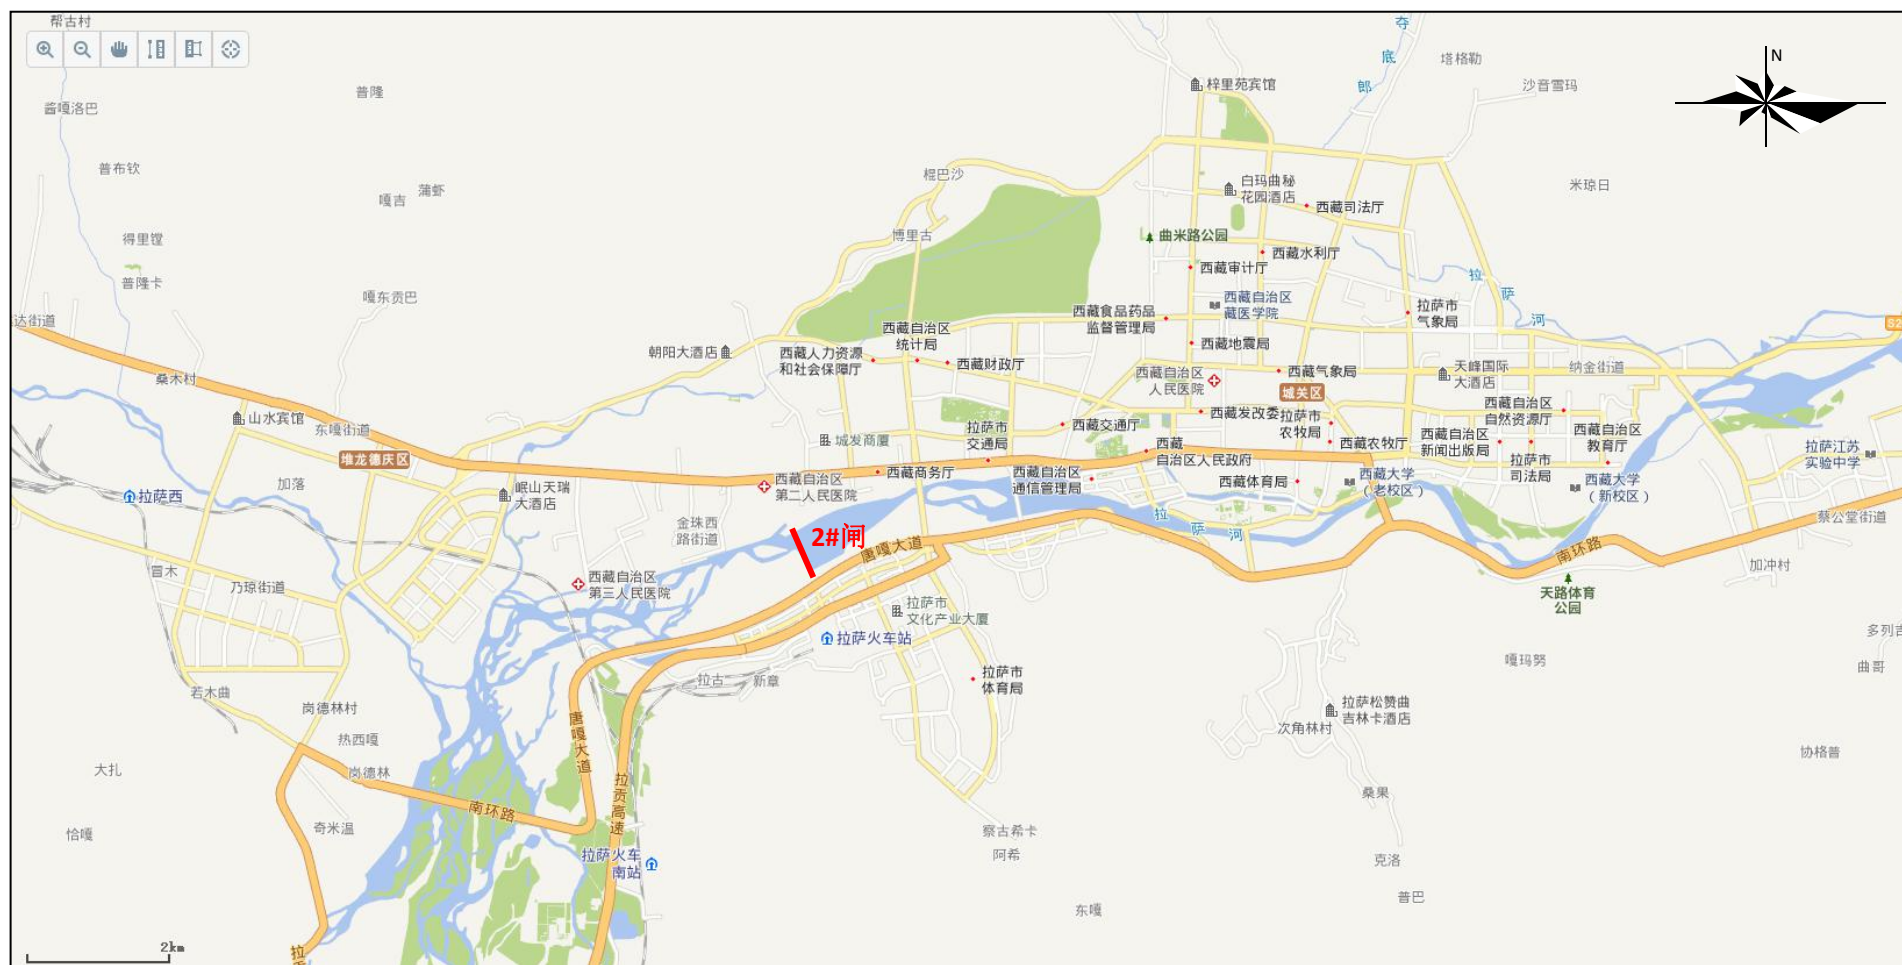 帮古村
夺
底
郎
塔格勒
N
梓里苑宾馆
沙音雪玛
普隆
酱嘎洛巴
普布钦
棍巴沙
白玛曲秘
花园酒店
米琼日
蒲虾
嘎吉
西藏司法厅
得里镗
博里古
曲米路公园
西藏水利厅
西藏审计厅
拉
萨
河
普隆卡
嘎东贡巴
西藏自治区
藏医学院
拉萨市
气象局
达街道
西藏食品药品
监督管理局
西藏自治区
统计局
S2
朝阳大酒店
西藏人力资源
和社会保障厅
西藏财政厅
西藏地震局
桑木村
西藏自治区
人民医院
西藏气象局
天峰国际
大酒店
纳金街道
城关区
山水宾馆
东嘎街道
西藏发改委
拉萨市
农牧局
西藏自治区
自然资源厅
拉萨市
交通局
西藏交通厅
城发商厦
西藏农牧厅
西藏自治区
新闻出版局
西藏自治区
教育厅
拉萨江苏
实验中学
堆龙德庆区
西藏
自治区人民政府
拉萨市
司法局
西藏商务厅
西藏自治区
通信管理局
西藏体育局
西藏大学
（老校区）
西藏大学
（新校区）
加落
拉萨西
岷山天瑞
大酒店
西藏自治区
第二人民医院
金珠西
路街道
2#闸
唐嘎大道
拉
萨
河
蔡公堂街道
南环路
冒木
乃琼街道
西藏自治区
第三人民医院
加冲村
天路体育
公园
拉萨市
文化产业大厦
拉萨火车站
多列吉
嘎玛努
曲哥
拉古
新章
拉萨市
体育局
若木曲
岗德林村
拉萨松赞曲
吉林卡酒店
次角林村
唐嘎大道
热西嘎
协格普
大扎
岗德林
拉贡高速
桑果
南环路
恰嘎
奇米温
察古希卡
阿希
拉萨火车
南站
克洛
普巴
东嘎
2km
拉